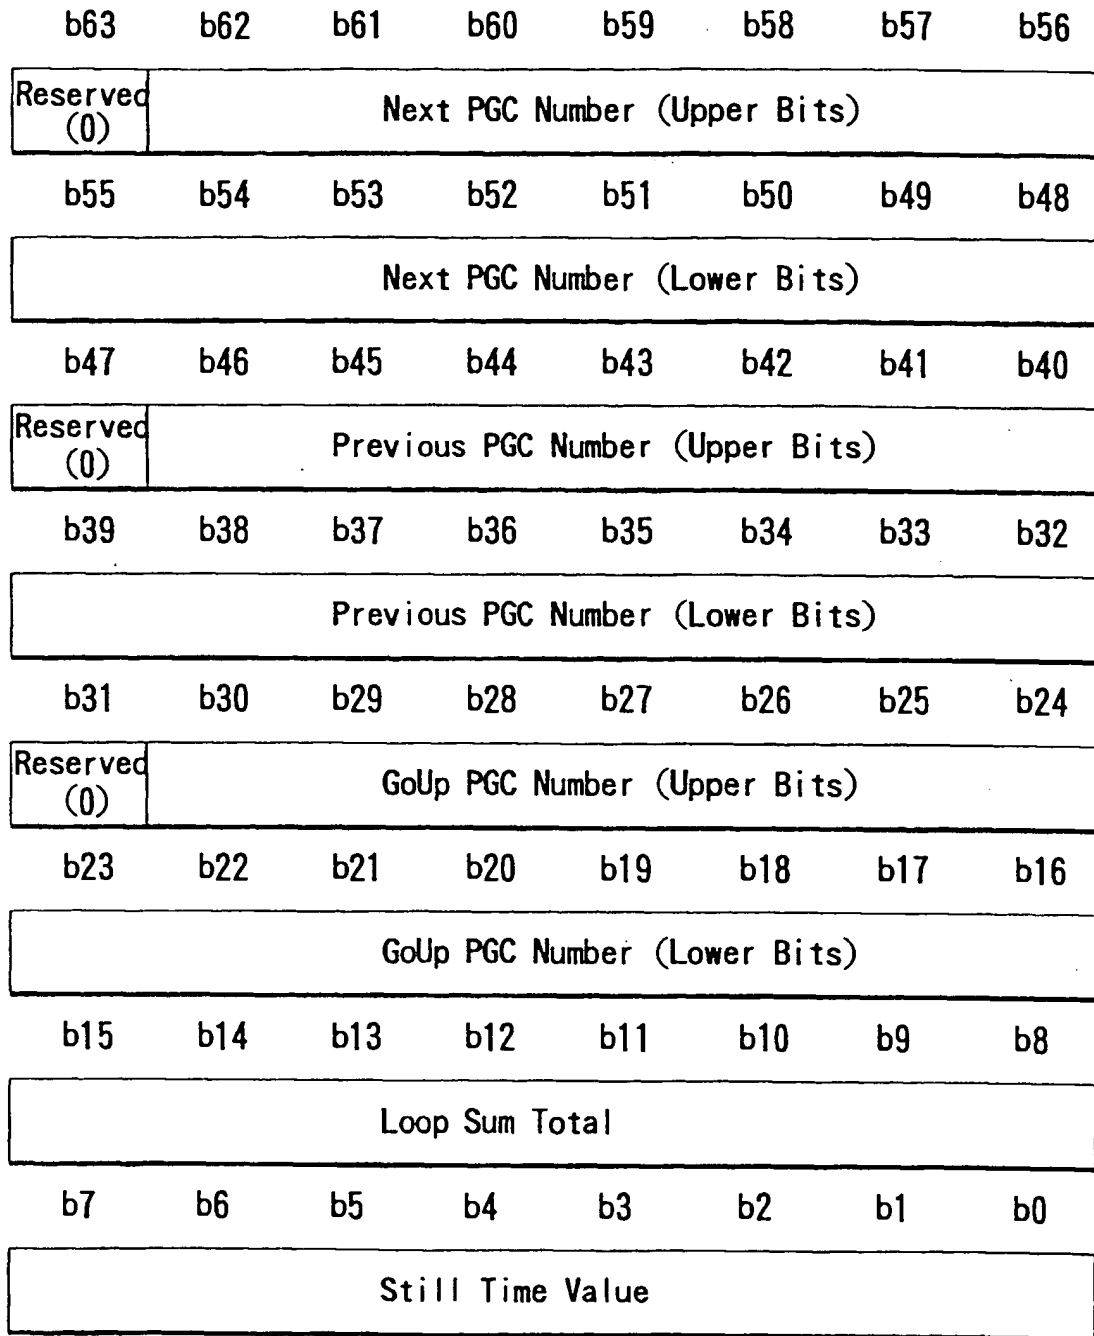 b63 b62 b61 b60 b59 b58 b57 b56
Reserved
(0)
Next PGC Number (Upper Bits)
b55 b54 b53 b52 b51 b50 b49 b48
Next PGC Number (Lower Bits)
b47 b46 b45 b44 b43 b42 b41 b40
Reserved
(0)
Previous PGC Number (Upper Bits)
b39 b38 b37 b36 b35 b34 b33 b32
Previous PGC Number (Lower Bits)
b31 b30 b29 b28 b27 b26 b25 b24
Reserved
(0)
GoUp PGC Number (Upper Bits)
b23 b22 b21 b20 b19 b18 b17 b16
GoUp PGC Number (Lower Bits)
b15 b14 b13 b12 b11 b10 b9 b8
Loop Sum Total
b7 b6 b5 b4 b3 b2 b1 b0
Still Time Value